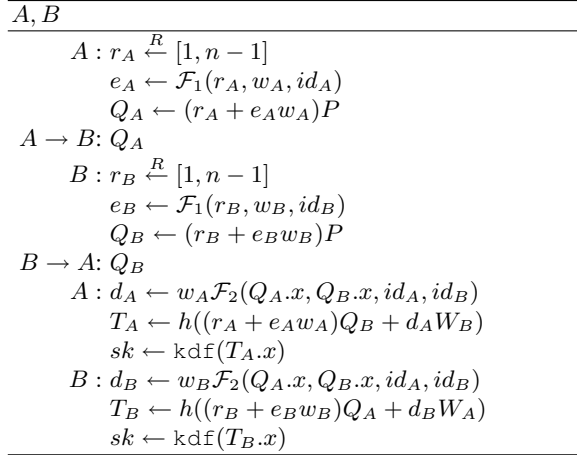 A, B
A : r_A ←^R [1, n − 1]
e_A ← ℱ_1(r_A, w_A, id_A)
Q_A ← (r_A + e_A w_A)P
A → B: Q_A
B : r_B ←^R [1, n − 1]
e_B ← ℱ_1(r_B, w_B, id_B)
Q_B ← (r_B + e_B w_B)P
B → A: Q_B
A : d_A ← w_A ℱ_2(Q_A.x, Q_B.x, id_A, id_B)
T_A ← h((r_A + e_A w_A)Q_B + d_A W_B)
sk ← kdf(T_A.x)
B : d_B ← w_B ℱ_2(Q_A.x, Q_B.x, id_A, id_B)
T_B ← h((r_B + e_B w_B)Q_A + d_B W_A)
sk ← kdf(T_B.x)